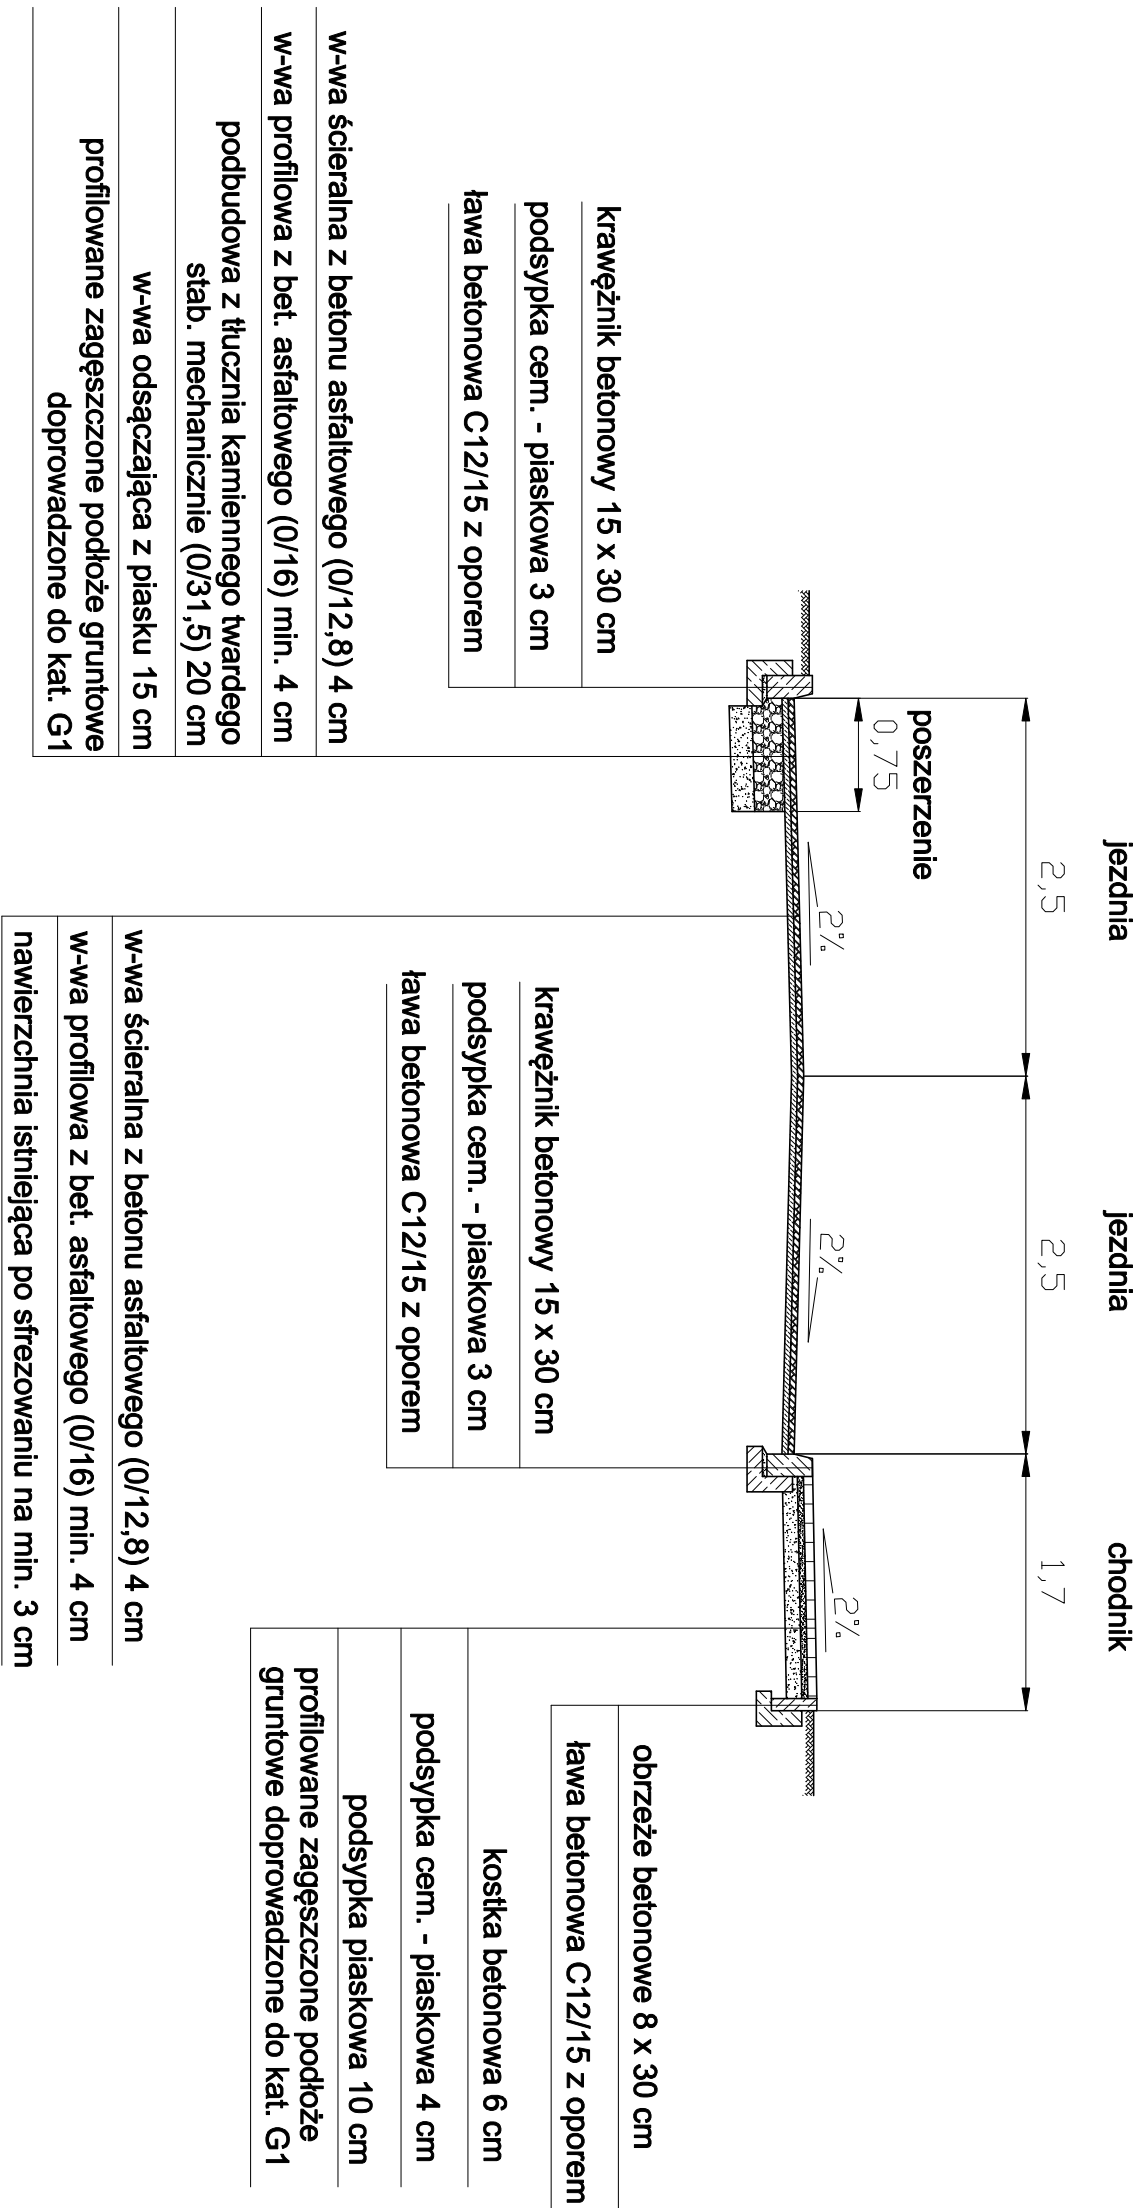 jezdnia
jezdnia
chodnik
2,5
2,5
1,7
poszerzenie
0,75
2%
2%
2%
krawężnik betonowy 15 x 30 cm
podsypka cem. - piaskowa 3 cm
ława betonowa C12/15 z oporem
w-wa ścieralna z betonu asfaltowego (0/12,8) 4 cm
w-wa profilowa z bet. asfaltowego (0/16) min. 4 cm
podbudowa z tłucznia kamiennego twardego
stab. mechanicznie (0/31,5) 20 cm
w-wa odsączająca z piasku 15 cm
profilowane zagęszczone podłoże gruntowe
doprowadzone do kat. G1
krawężnik betonowy 15 x 30 cm
podsypka cem. - piaskowa 3 cm
ława betonowa C12/15 z oporem
w-wa ścieralna z betonu asfaltowego (0/12,8) 4 cm
w-wa profilowa z bet. asfaltowego (0/16) min. 4 cm
nawierzchnia istniejąca po sfrezowaniu na min. 3 cm
obrzeże betonowe 8 x 30 cm
ława betonowa C12/15 z oporem
kostka betonowa 6 cm
podsypka cem. - piaskowa 4 cm
podsypka piaskowa 10 cm
profilowane zagęszczone podłoże
gruntowe doprowadzone do kat. G1